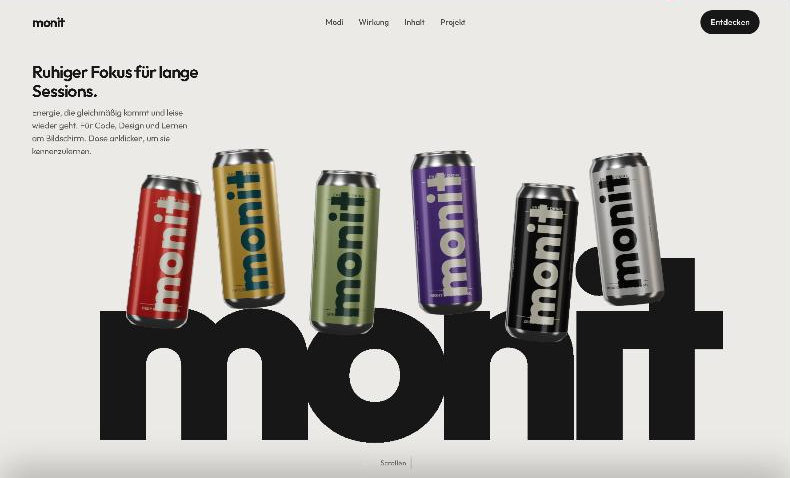 monit
Modi
Wirkung
Inhalt
Projekt
Entdecken
Ruhiger Fokus für lange
Sessions.
Energie, die gleichmäßig kommt und leise
wieder geht. Für Code, Design und Lernen
am Bildschirm. Dose anklicken, um sie
kennenzulernen.
monit
monit
monit
monit
monit
monit
monit
Scrollen